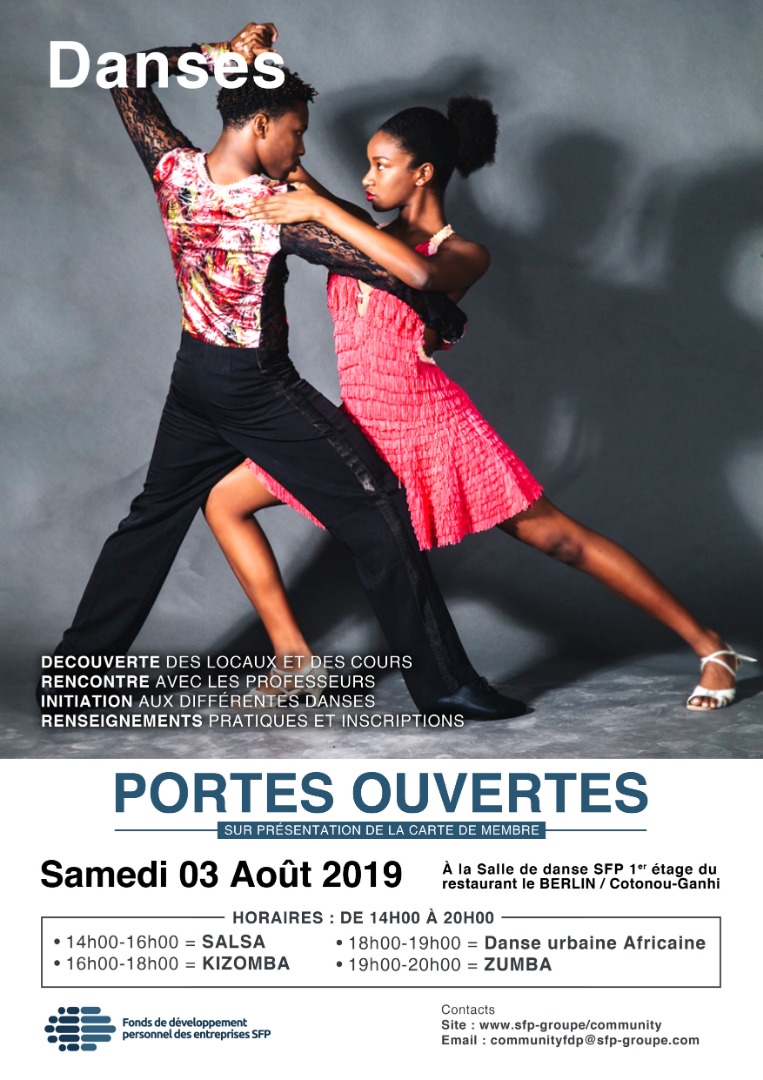 Danses
DECOUVERTE DES LOCAUX ET DES COURS
RENCONTRE AVEC LES PROFESSEURS
INITIATION AUX DIFFÉRENTES DANSES
RENSEIGNEMENTS PRATIQUES ET INSCRIPTIONS
PORTES OUVERTES
SUR PRÉSENTATION DE LA CARTE DE MEMBRE
Samedi 03 Août 2019
À la Salle de danse SFP 1er étage du
restaurant le BERLIN / Cotonou-Ganhi
HORAIRES : DE 14H00 À 20H00
• 14h00-16h00 = SALSA
• 16h00-18h00 = KIZOMBA
• 18h00-19h00 = Danse urbaine Africaine
• 19h00-20h00 = ZUMBA
Fonds de développement
personnel des entreprises SFP
Contacts
Site : www.sfp-groupe/community
Email : communityfdp@sfp-groupe.com